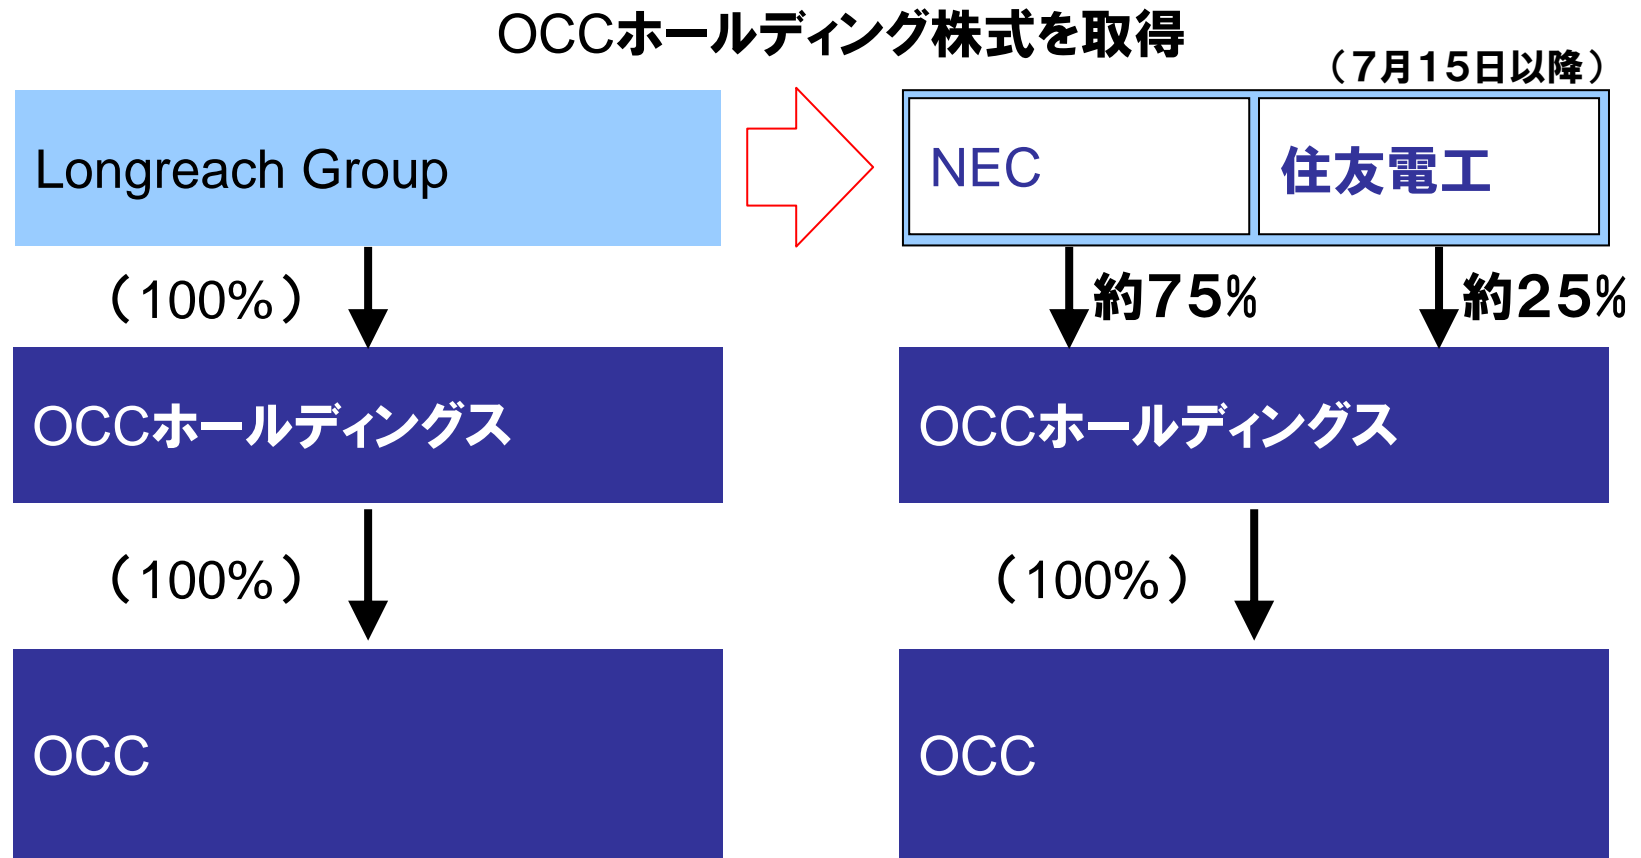 OCCホールディング株式を取得
（７月１５日以降）
Longreach Group
NEC
住友電工
（100%）
約７５%
約２５%
OCCホールディングス
OCCホールディングス
（100%）
（100%）
OCC
OCC